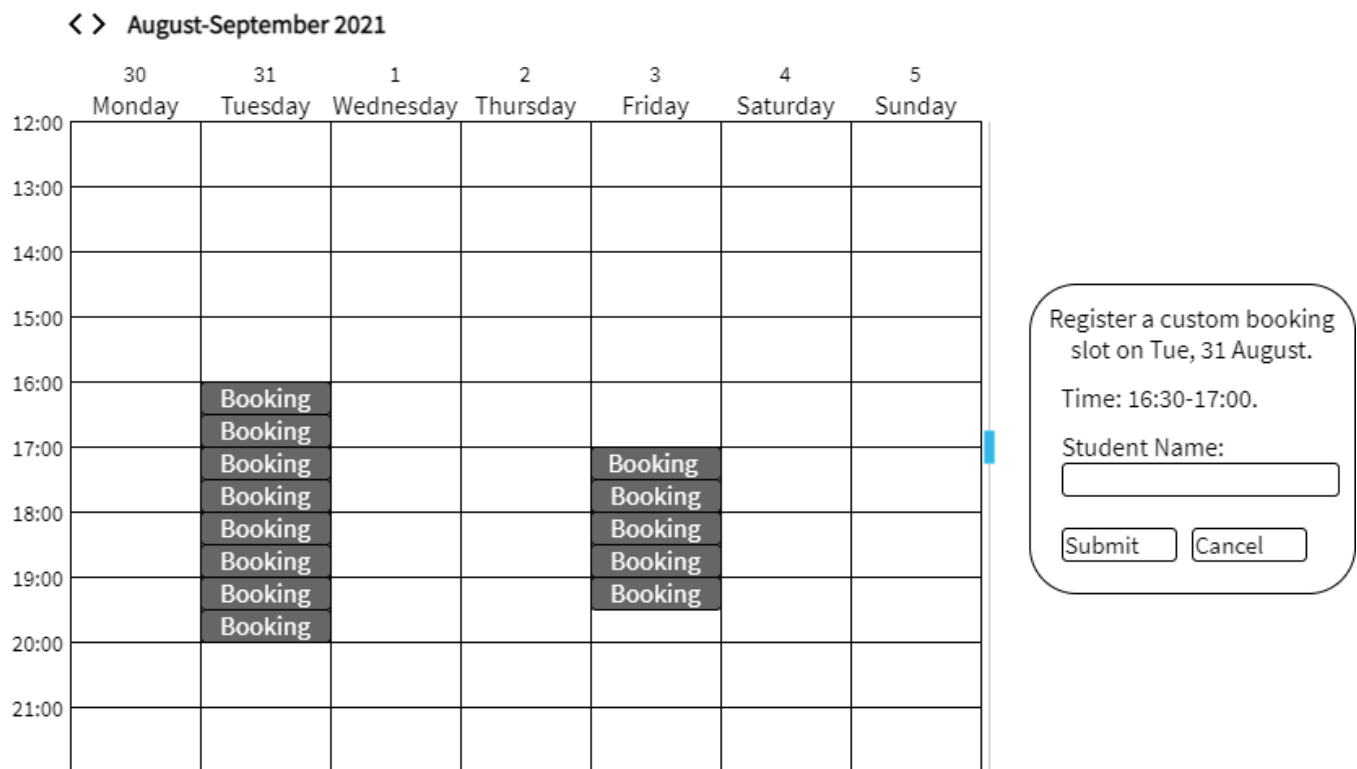 < > August-September 2021
30 31 1 2 3 4 5
Monday Tuesday Wednesday Thursday Friday Saturday Sunday
12:00
13:00
14:00
15:00
16:00
Booking
Booking
17:00
Booking Booking
Booking Booking
18:00
Booking Booking
Booking Booking
19:00
Booking Booking
Booking
20:00
21:00
Register a custom booking
slot on Tue, 31 August.
Time: 16:30-17:00.
Student Name:
Submit Cancel